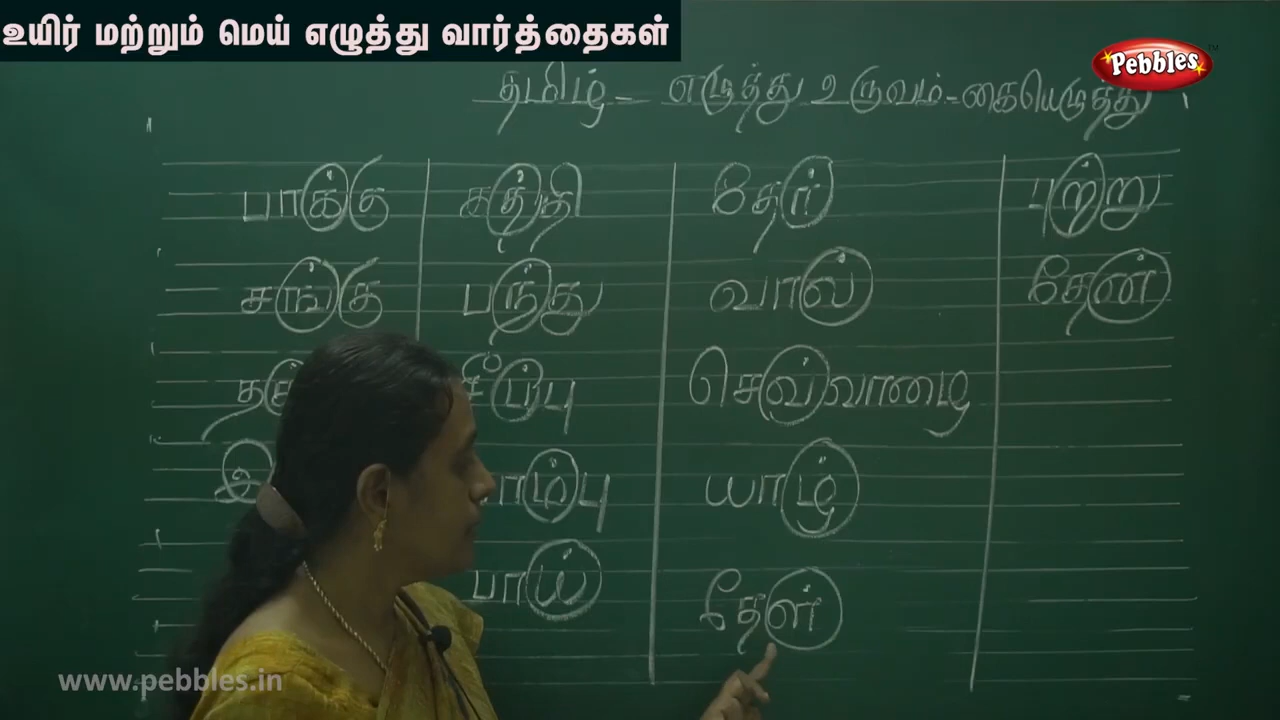 உயிர் மற்றும் மெய் எழுத்து வார்த்தைகள்
Pebbles
தமிழ் - எழுத்து உருவம் - கையெழுத்து
பாக்கு கத்தி தேர் புற்று
சங்கு பந்து வால் தேன்
சீப்பு செவ்வாழை
ம்பு யாழ்
பாய் தேள்
www.pebbles.in